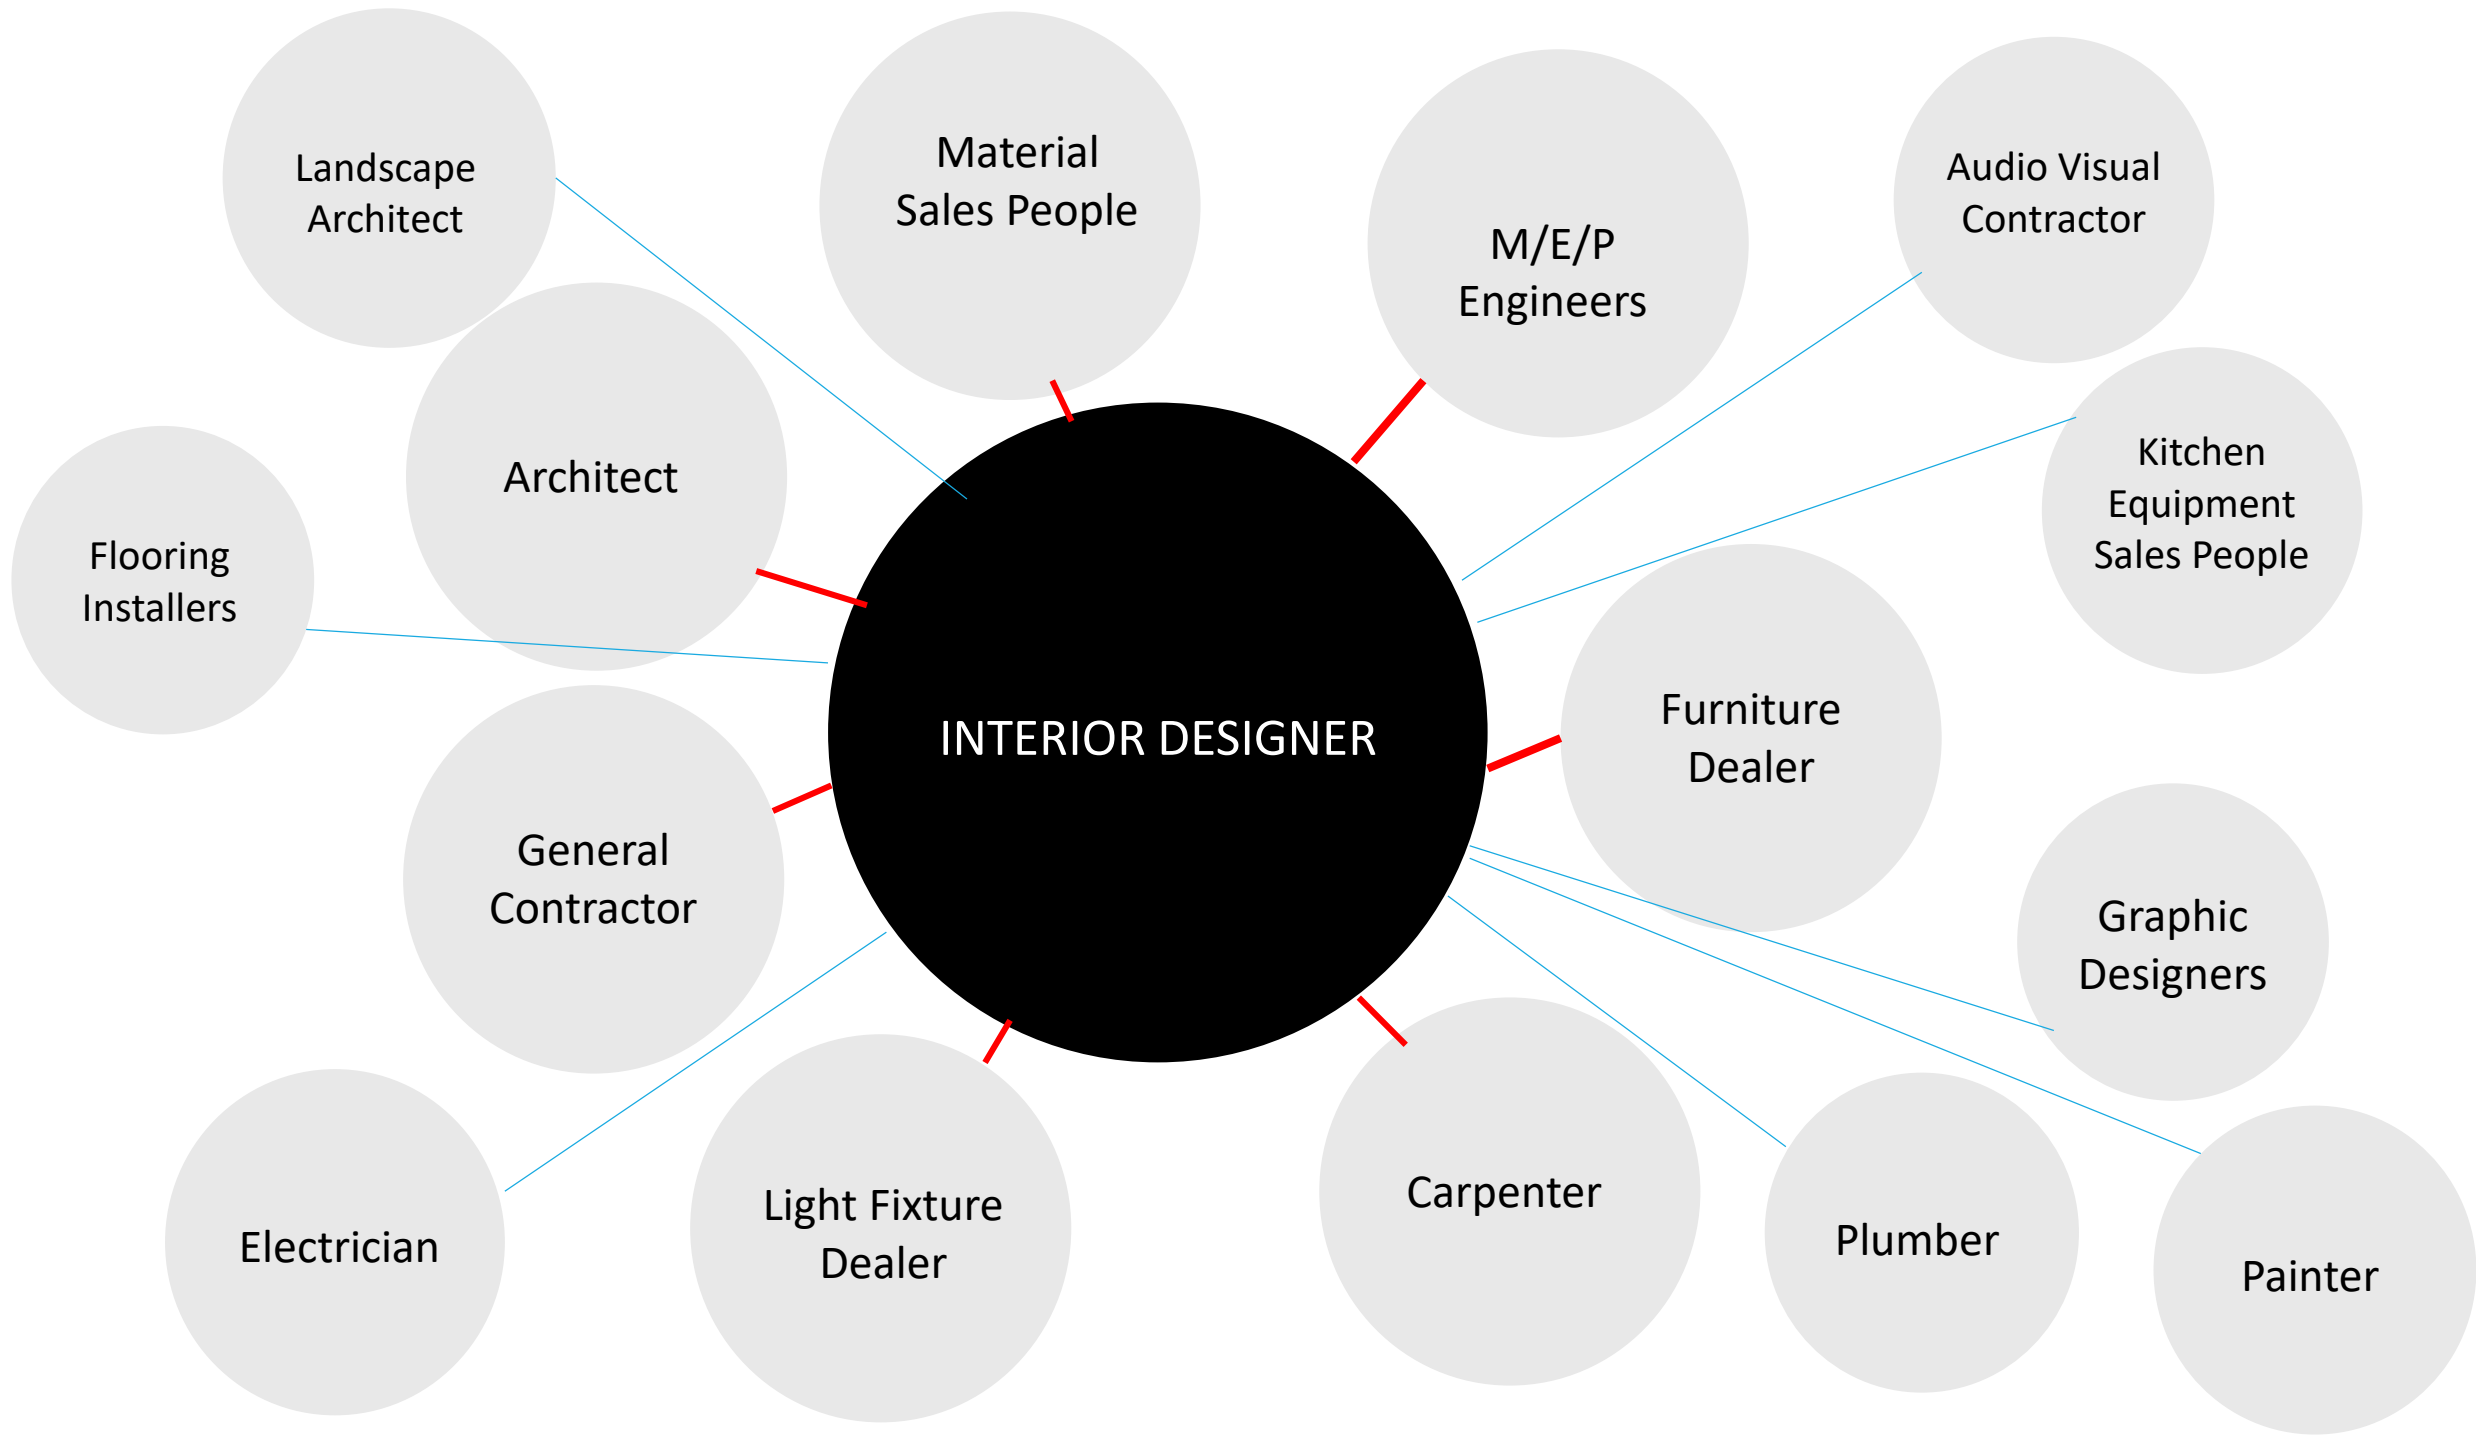 Landscape
Architect
Material
Sales People
M/E/P
Engineers
Audio Visual
Contractor
Architect
Kitchen
Equipment
Sales People
Flooring
Installers
INTERIOR DESIGNER
Furniture
Dealer
General
Contractor
Graphic
Designers
Electrician
Light Fixture
Dealer
Carpenter
Plumber
Painter